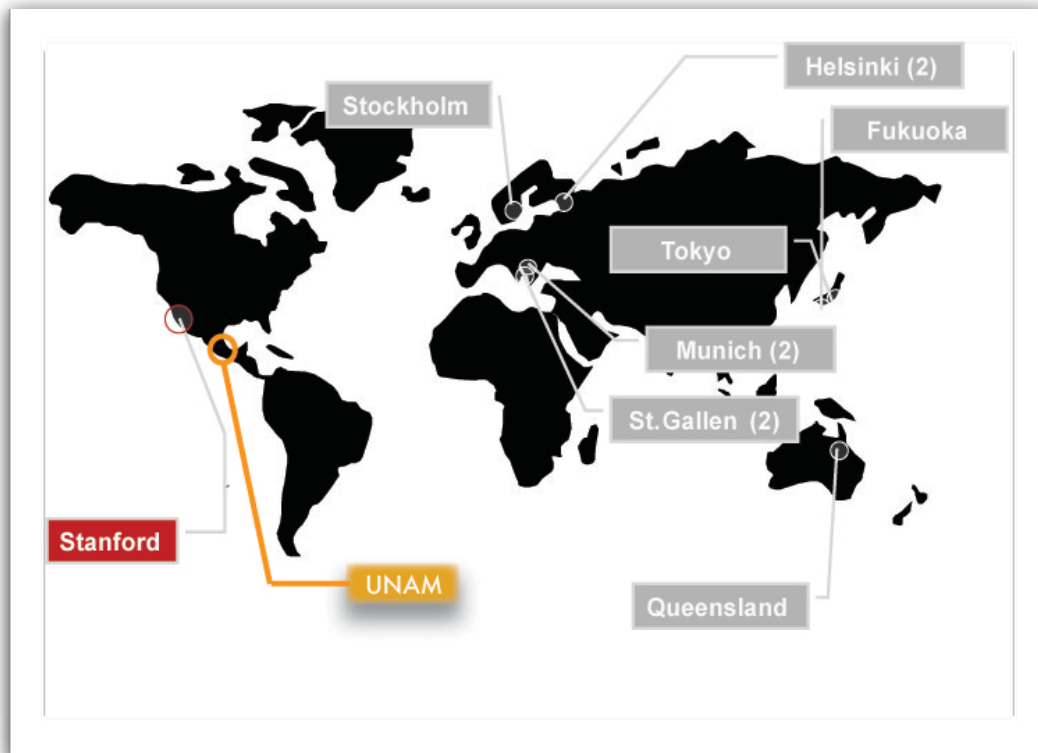 Helsinki (2)
Stockholm
Fukuoka
Tokyo
Munich (2)
St.Gallen (2)
Stanford
UNAM
Queensland